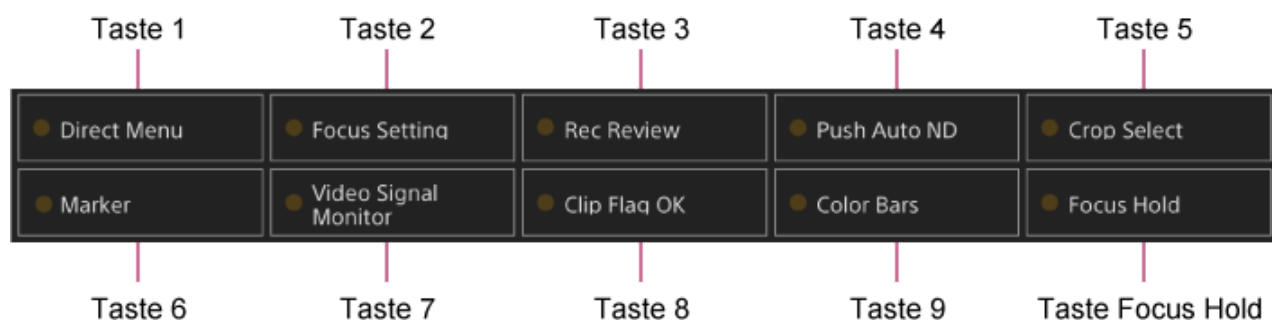 Taste 1 Taste 2 Taste 3 Taste 4 Taste 5
Direct Menu Focus Setting Rec Review Push Auto ND Crop Select
Marker Video Signal Monitor Clip Flag OK Color Bars Focus Hold
Taste 6 Taste 7 Taste 8 Taste 9 Taste Focus Hold